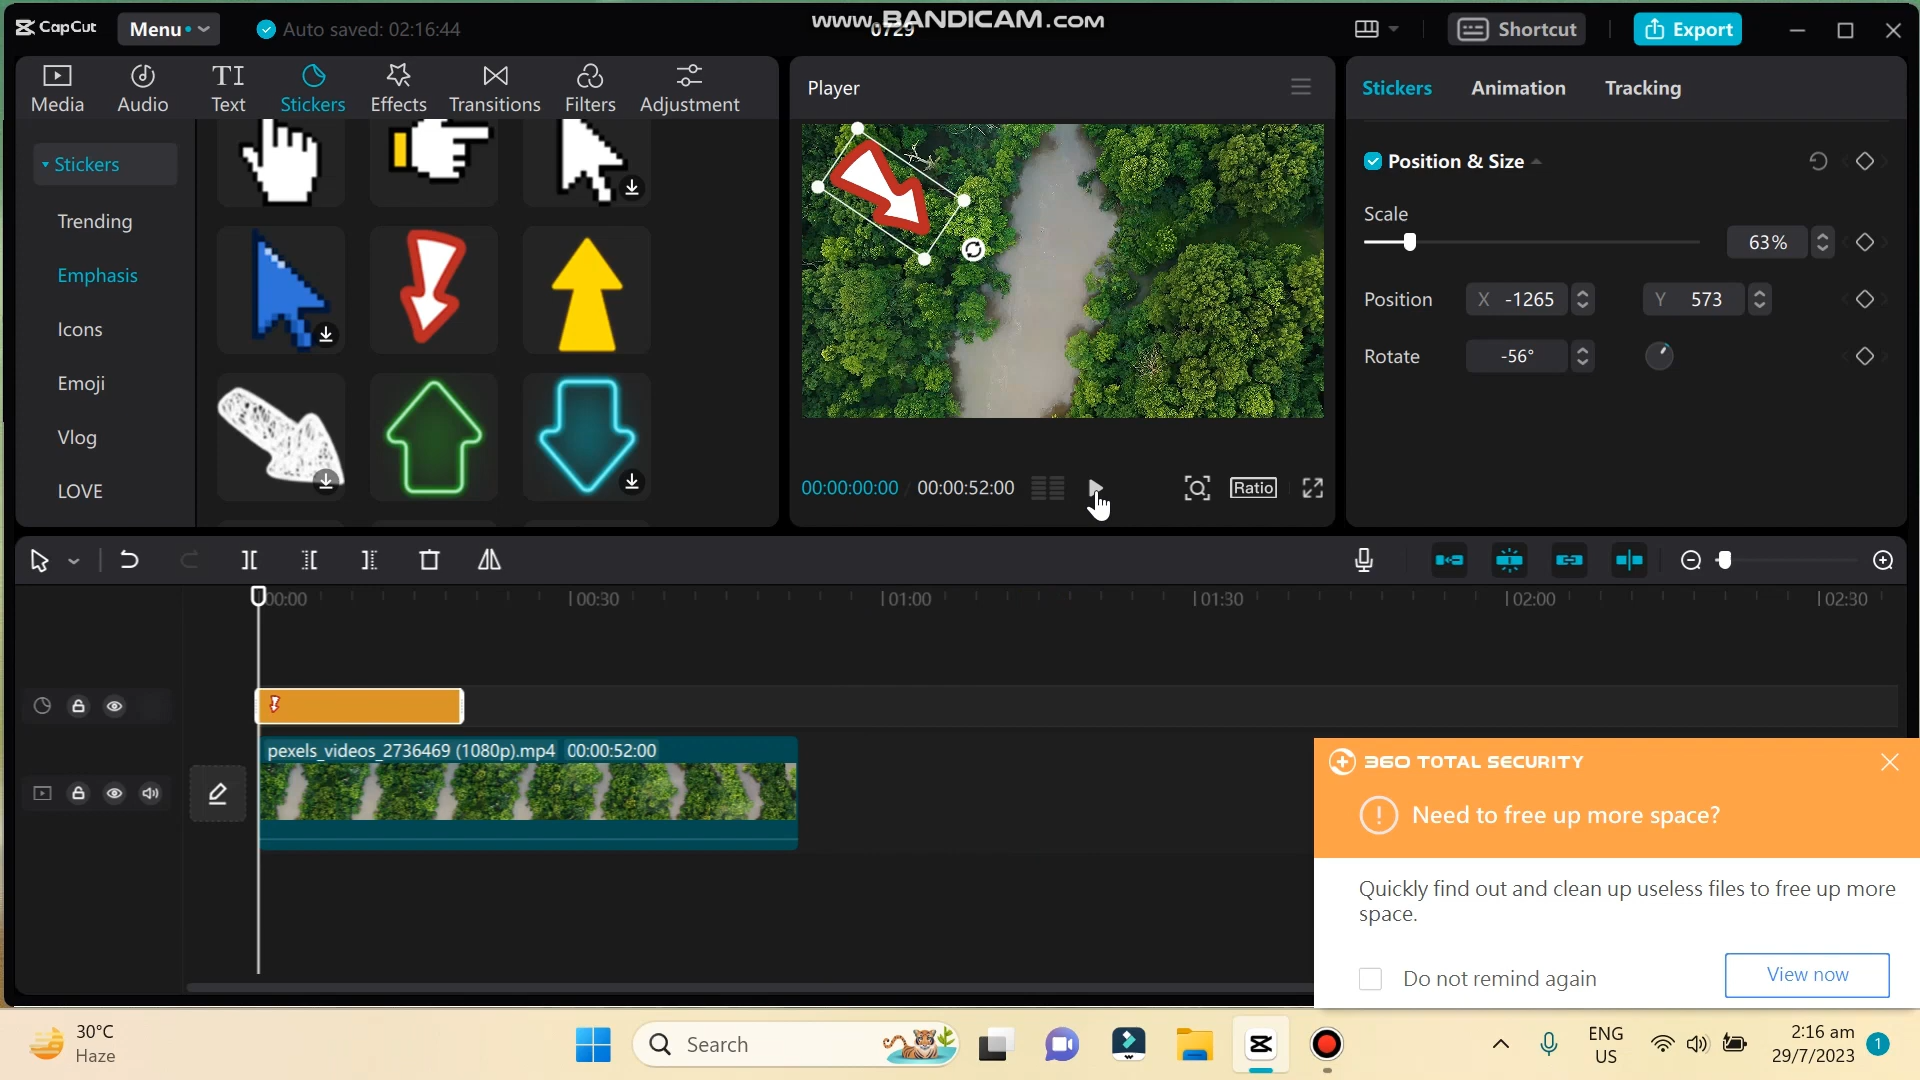 CapCut
Menu
Auto saved: 02:16:44
www.BANDICAM.com
0729
Shortcut
Export
Media
Audio
Text
Stickers
Effects
Transitions
Filters
Adjustment
Stickers
Trending
Emphasis
Icons
Emoji
Vlog
LOVE
Player
00:00:00:00 / 00:00:52:00
Ratio
Stickers
Animation
Tracking
Position & Size
Scale
63%
Position
X -1265
Y 573
Rotate
-56°
00:00
00:30
01:00
01:30
02:00
02:30
pexels_videos_2736469 (1080p).mp4 00:00:52:00
360 TOTAL SECURITY
Need to free up more space?
Quickly find out and clean up useless files to free up more
space.
Do not remind again
View now
30°C
Haze
Search
ENG
US
2:16 am
29/7/2023
1